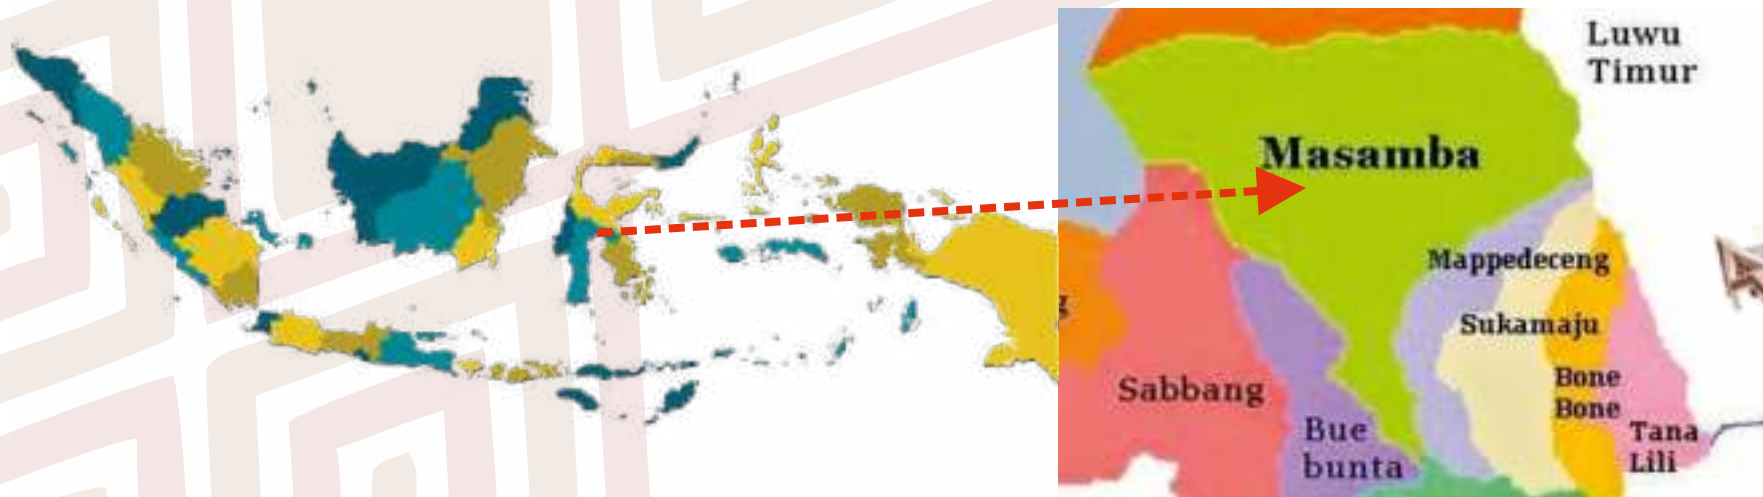 Luwu
Timur
Masamba
Mappedeceng
Sukamaju
Sabbang
Bone
Bone
Bue
bunta
Tana
Lili